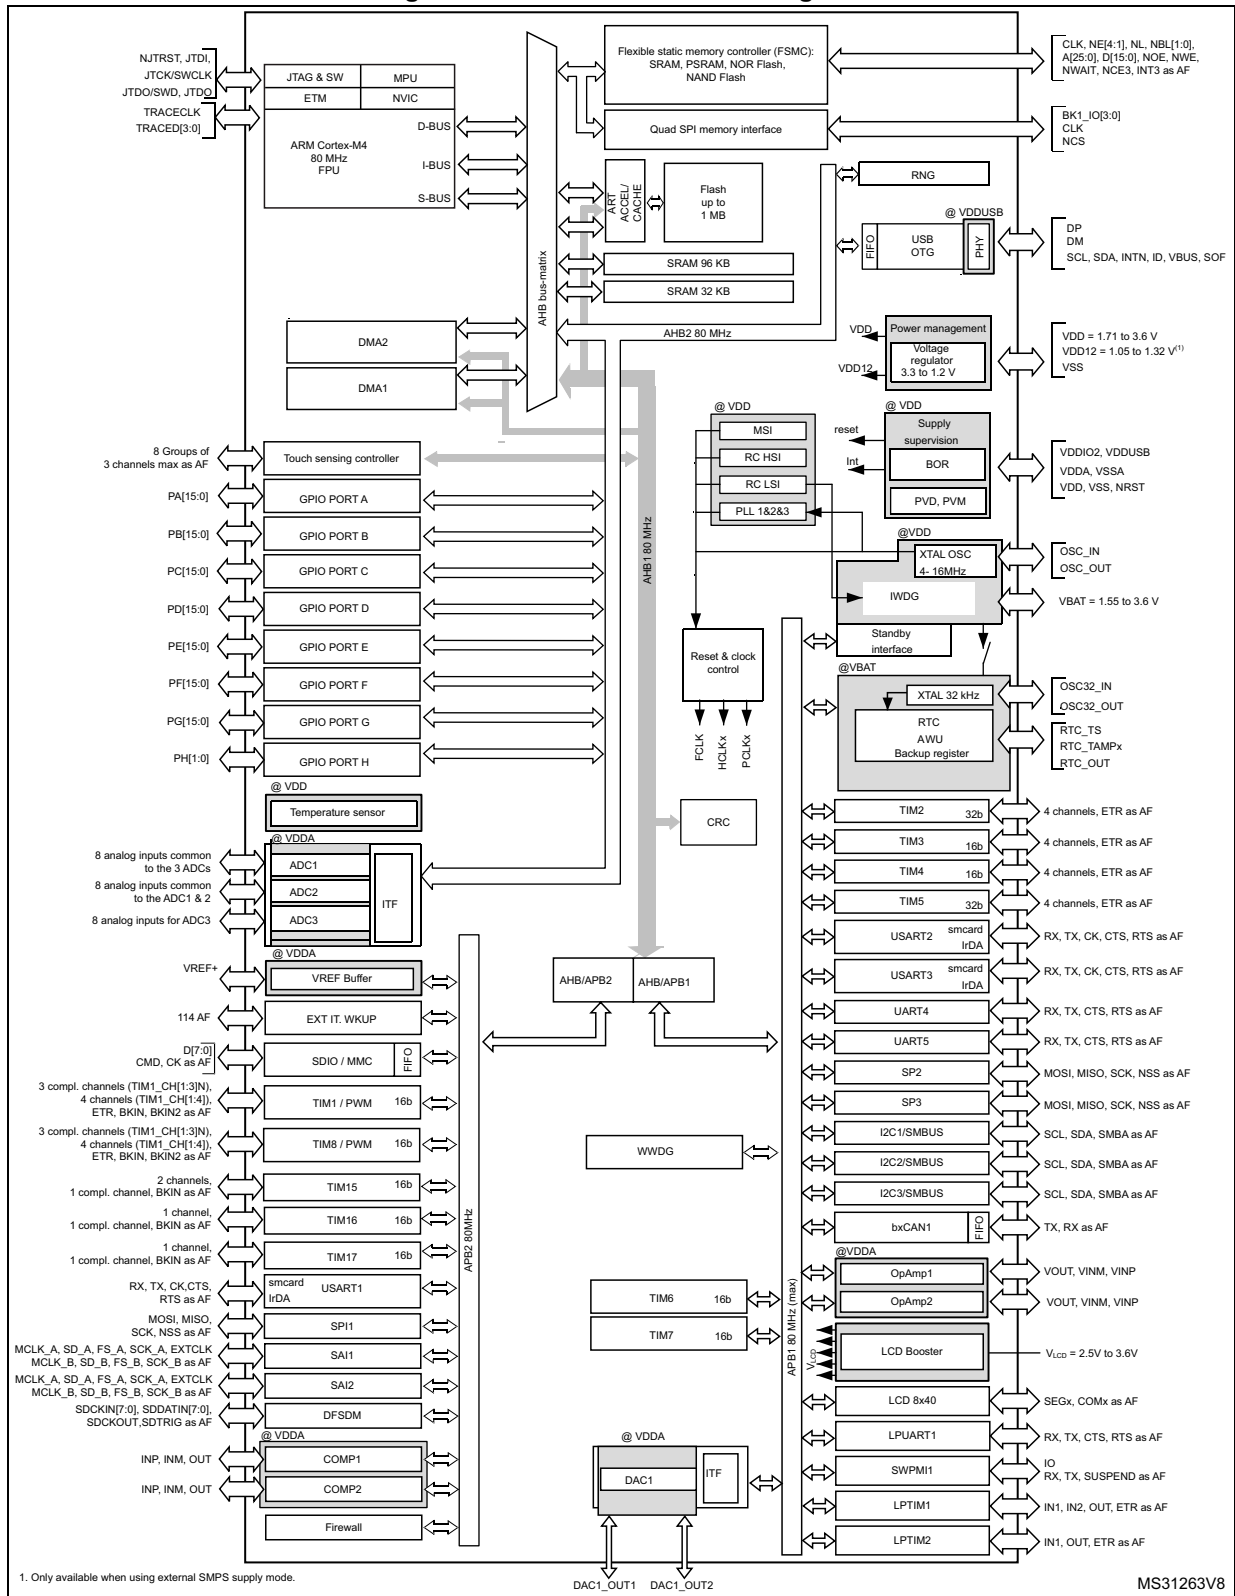 NJTRST, JTDI,
JTCK/SWCLK
JTDO/SWD, JTDO
TRACECLK
TRACED[3:0]
JTAG & SW
MPU
ETM
NVIC
ARM Cortex-M4
80 MHz
FPU
D-BUS
I-BUS
S-BUS
AHB bus-matrix
Flexible static memory controller (FSMC):
SRAM, PSRAM, NOR Flash,
NAND Flash
CLK, NE[4:1], NL, NBL[1:0],
A[25:0], D[15:0], NOE, NWE,
NWAIT, NCE3, INT3 as AF
Quad SPI memory interface
BK1_IO[3:0]
CLK
NCS
ART
ACCEL/
CACHE
Flash
up to
1 MB
RNG
@ VDDUSB
FIFO
USB
OTG
PHY
DP
DM
SCL, SDA, INTN, ID, VBUS, SOF
SRAM 96 KB
SRAM 32 KB
AHB2 80 MHz
DMA2
DMA1
VDD
Power management
Voltage
regulator
3.3 to 1.2 V
VDD12
VDD = 1.71 to 3.6 V
VDD12 = 1.05 to 1.32 V(1)
VSS
@ VDD
MSI
RC HSI
RC LSI
PLL 1&2&3
@ VDD
reset
Supply
supervision
Int
BOR
PVD, PVM
VDDIO2, VDDUSB
VDDA, VSSA
VDD, VSS, NRST
8 Groups of
3 channels max as AF
Touch sensing controller
PA[15:0]
GPIO PORT A
PB[15:0]
GPIO PORT B
PC[15:0]
GPIO PORT C
PD[15:0]
GPIO PORT D
PE[15:0]
GPIO PORT E
PF[15:0]
GPIO PORT F
PG[15:0]
GPIO PORT G
PH[1:0]
GPIO PORT H
AHB1 80 MHz
@VDD
XTAL OSC
4- 16MHz
IWDG
OSC_IN
OSC_OUT
VBAT = 1.55 to 3.6 V
Standby
interface
@VBAT
Reset & clock
control
FCLK
HCLKx
PCLKx
XTAL 32 kHz
RTC
AWU
Backup register
OSC32_IN
OSC32_OUT
RTC_TS
RTC_TAMPx
RTC_OUT
@ VDD
Temperature sensor
@ VDDA
8 analog inputs common
to the 3 ADCs
ADC1
8 analog inputs common
to the ADC1 & 2
ADC2
ITF
8 analog inputs for ADC3
ADC3
CRC
@ VDDA
VREF+
VREF Buffer
AHB/APB2
AHB/APB1
114 AF
EXT IT. WKUP
D[7:0]
CMD, CK as AF
SDIO / MMC
FIFO
3 compl. channels (TIM1_CH[1:3]N),
4 channels (TIM1_CH[1:4]),
ETR, BKIN, BKIN2 as AF
TIM1 / PWM
16b
3 compl. channels (TIM1_CH[1:3]N),
4 channels (TIM1_CH[1:4]),
ETR, BKIN, BKIN2 as AF
TIM8 / PWM
16b
2 channels,
1 compl. channel, BKIN as AF
TIM15
16b
1 channel,
1 compl. channel, BKIN as AF
TIM16
16b
1 channel,
1 compl. channel, BKIN as AF
TIM17
16b
RX, TX, CK,CTS,
RTS as AF
smcard
IrDA
USART1
MOSI, MISO,
SCK, NSS as AF
SPI1
MCLK_A, SD_A, FS_A, SCK_A, EXTCLK
MCLK_B, SD_B, FS_B, SCK_B as AF
SAI1
MCLK_A, SD_A, FS_A, SCK_A, EXTCLK
MCLK_B, SD_B, FS_B, SCK_B as AF
SAI2
SDCKIN[7:0], SDDATIN[7:0],
SDCKOUT,SDTRIG as AF
DFSDM
@ VDDA
INP, INM, OUT
COMP1
INP, INM, OUT
COMP2
Firewall
APB2 80MHz
WWDG
TIM6
16b
TIM7
16b
@ VDDA
DAC1
ITF
DAC1_OUT1
DAC1_OUT2
APB1 80 MHz (max)
TIM2
32b
4 channels, ETR as AF
TIM3
16b
4 channels, ETR as AF
TIM4
16b
4 channels, ETR as AF
TIM5
32b
4 channels, ETR as AF
USART2
smcard
IrDA
RX, TX, CK, CTS, RTS as AF
USART3
smcard
IrDA
RX, TX, CK, CTS, RTS as AF
UART4
RX, TX, CTS, RTS as AF
UART5
RX, TX, CTS, RTS as AF
SP2
MOSI, MISO, SCK, NSS as AF
SP3
MOSI, MISO, SCK, NSS as AF
I2C1/SMBUS
SCL, SDA, SMBA as AF
I2C2/SMBUS
SCL, SDA, SMBA as AF
I2C3/SMBUS
SCL, SDA, SMBA as AF
bxCAN1
FIFO
TX, RX as AF
@VDDA
OpAmp1
VOUT, VINM, VINP
OpAmp2
VOUT, VINM, VINP
VLCD
LCD Booster
VLCD = 2.5V to 3.6V
LCD 8x40
SEGx, COMx as AF
LPUART1
RX, TX, CTS, RTS as AF
SWPMI1
IO
RX, TX, SUSPEND as AF
LPTIM1
IN1, IN2, OUT, ETR as AF
LPTIM2
IN1, OUT, ETR as AF
1. Only available when using external SMPS supply mode.
MS31263V8